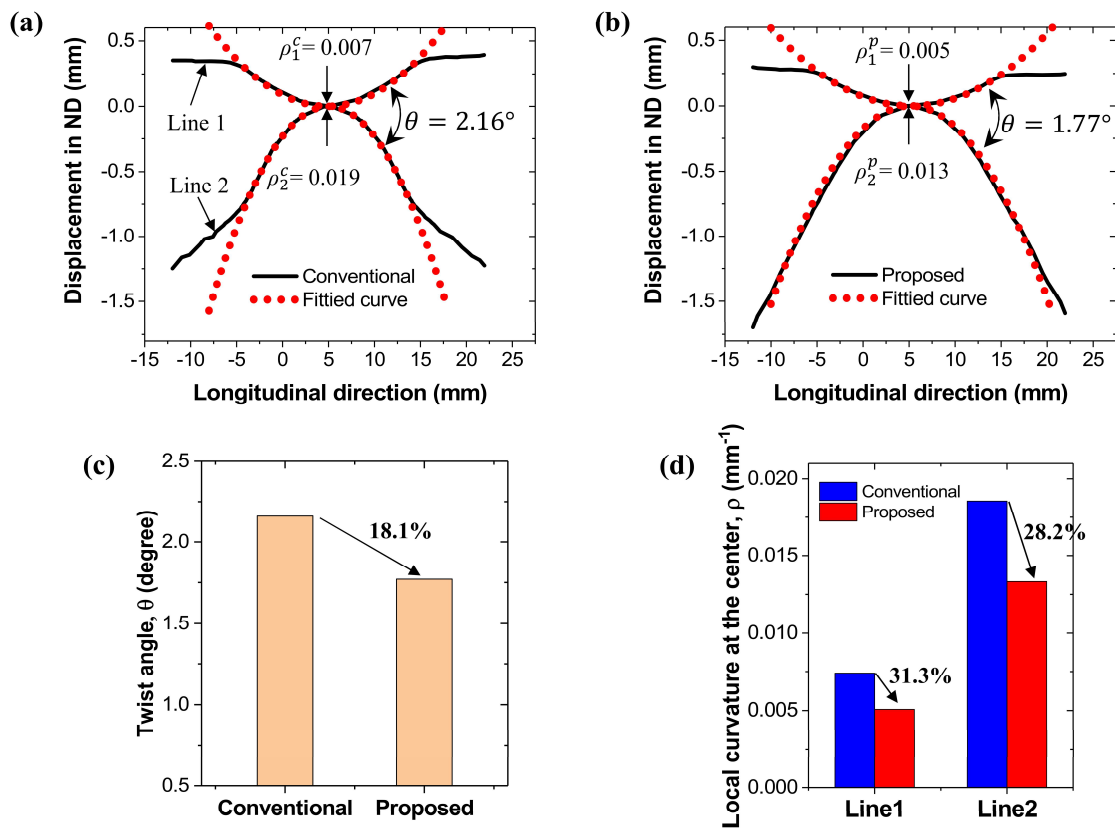 (a)
0.5
0.0
-0.5
-1.0
-1.5
Displacement in ND (mm)
ρ₁ᶜ= 0.007
Line 1
θ = 2.16°
ρ₂ᶜ= 0.019
Line 2
Conventional
Fittied curve
-15 -10 -5 0 5 10 15 20 25
Longitudinal direction (mm)
(b)
0.5
0.0
-0.5
-1.0
-1.5
Displacement in ND (mm)
ρ₁ᵖ= 0.005
θ = 1.77°
ρ₂ᵖ= 0.013
Proposed
Fittied curve
-15 -10 -5 0 5 10 15 20 25
Longitudinal direction (mm)
(c)
2.5
2.0
1.5
1.0
0.5
Twist angle, θ (degree)
18.1%
Conventional Proposed
(d)
0.020
0.015
0.010
0.005
0.000
Local curvature at the center, ρ (mm⁻¹)
Conventional
Proposed
28.2%
31.3%
Line1 Line2